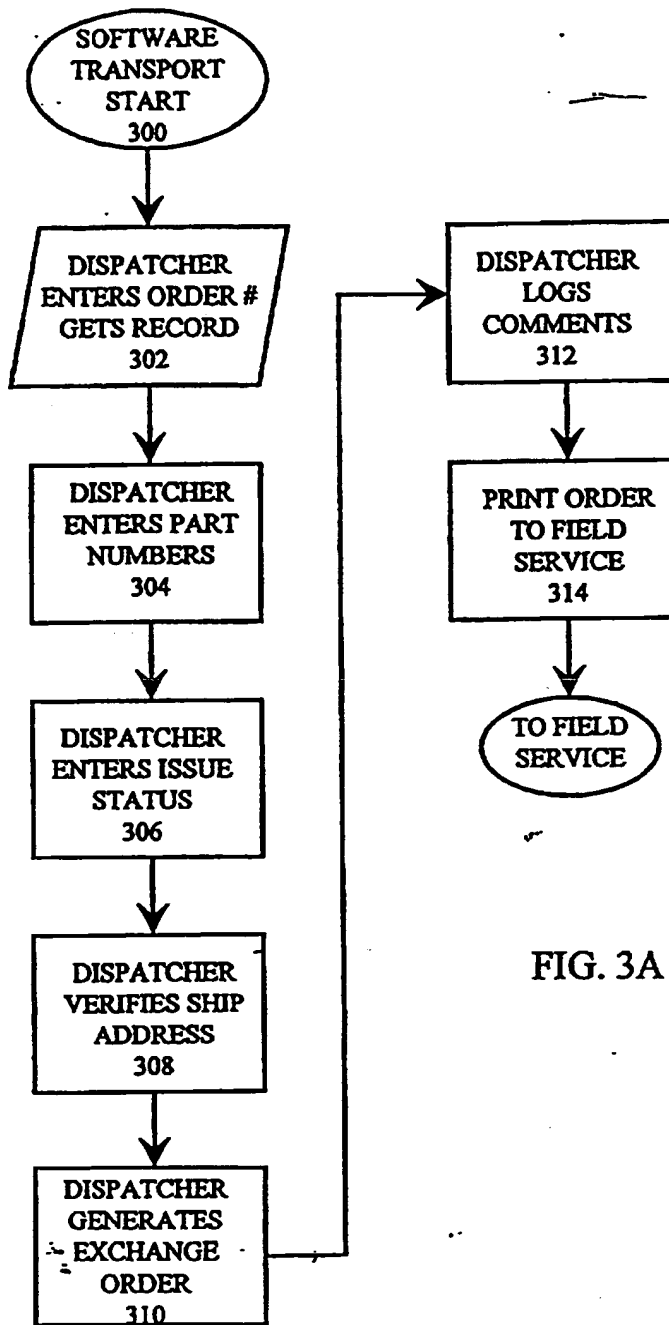 SOFTWARE
TRANSPORT
START
300
DISPATCHER
ENTERS ORDER #
GETS RECORD
302
DISPATCHER
ENTERS PART
NUMBERS
304
DISPATCHER
ENTERS ISSUE
STATUS
306
DISPATCHER
VERIFIES SHIP
ADDRESS
308
DISPATCHER
GENERATES
EXCHANGE
ORDER
310
DISPATCHER
LOGS
COMMENTS
312
PRINT ORDER
TO FIELD
SERVICE
314
TO FIELD
SERVICE
FIG. 3A